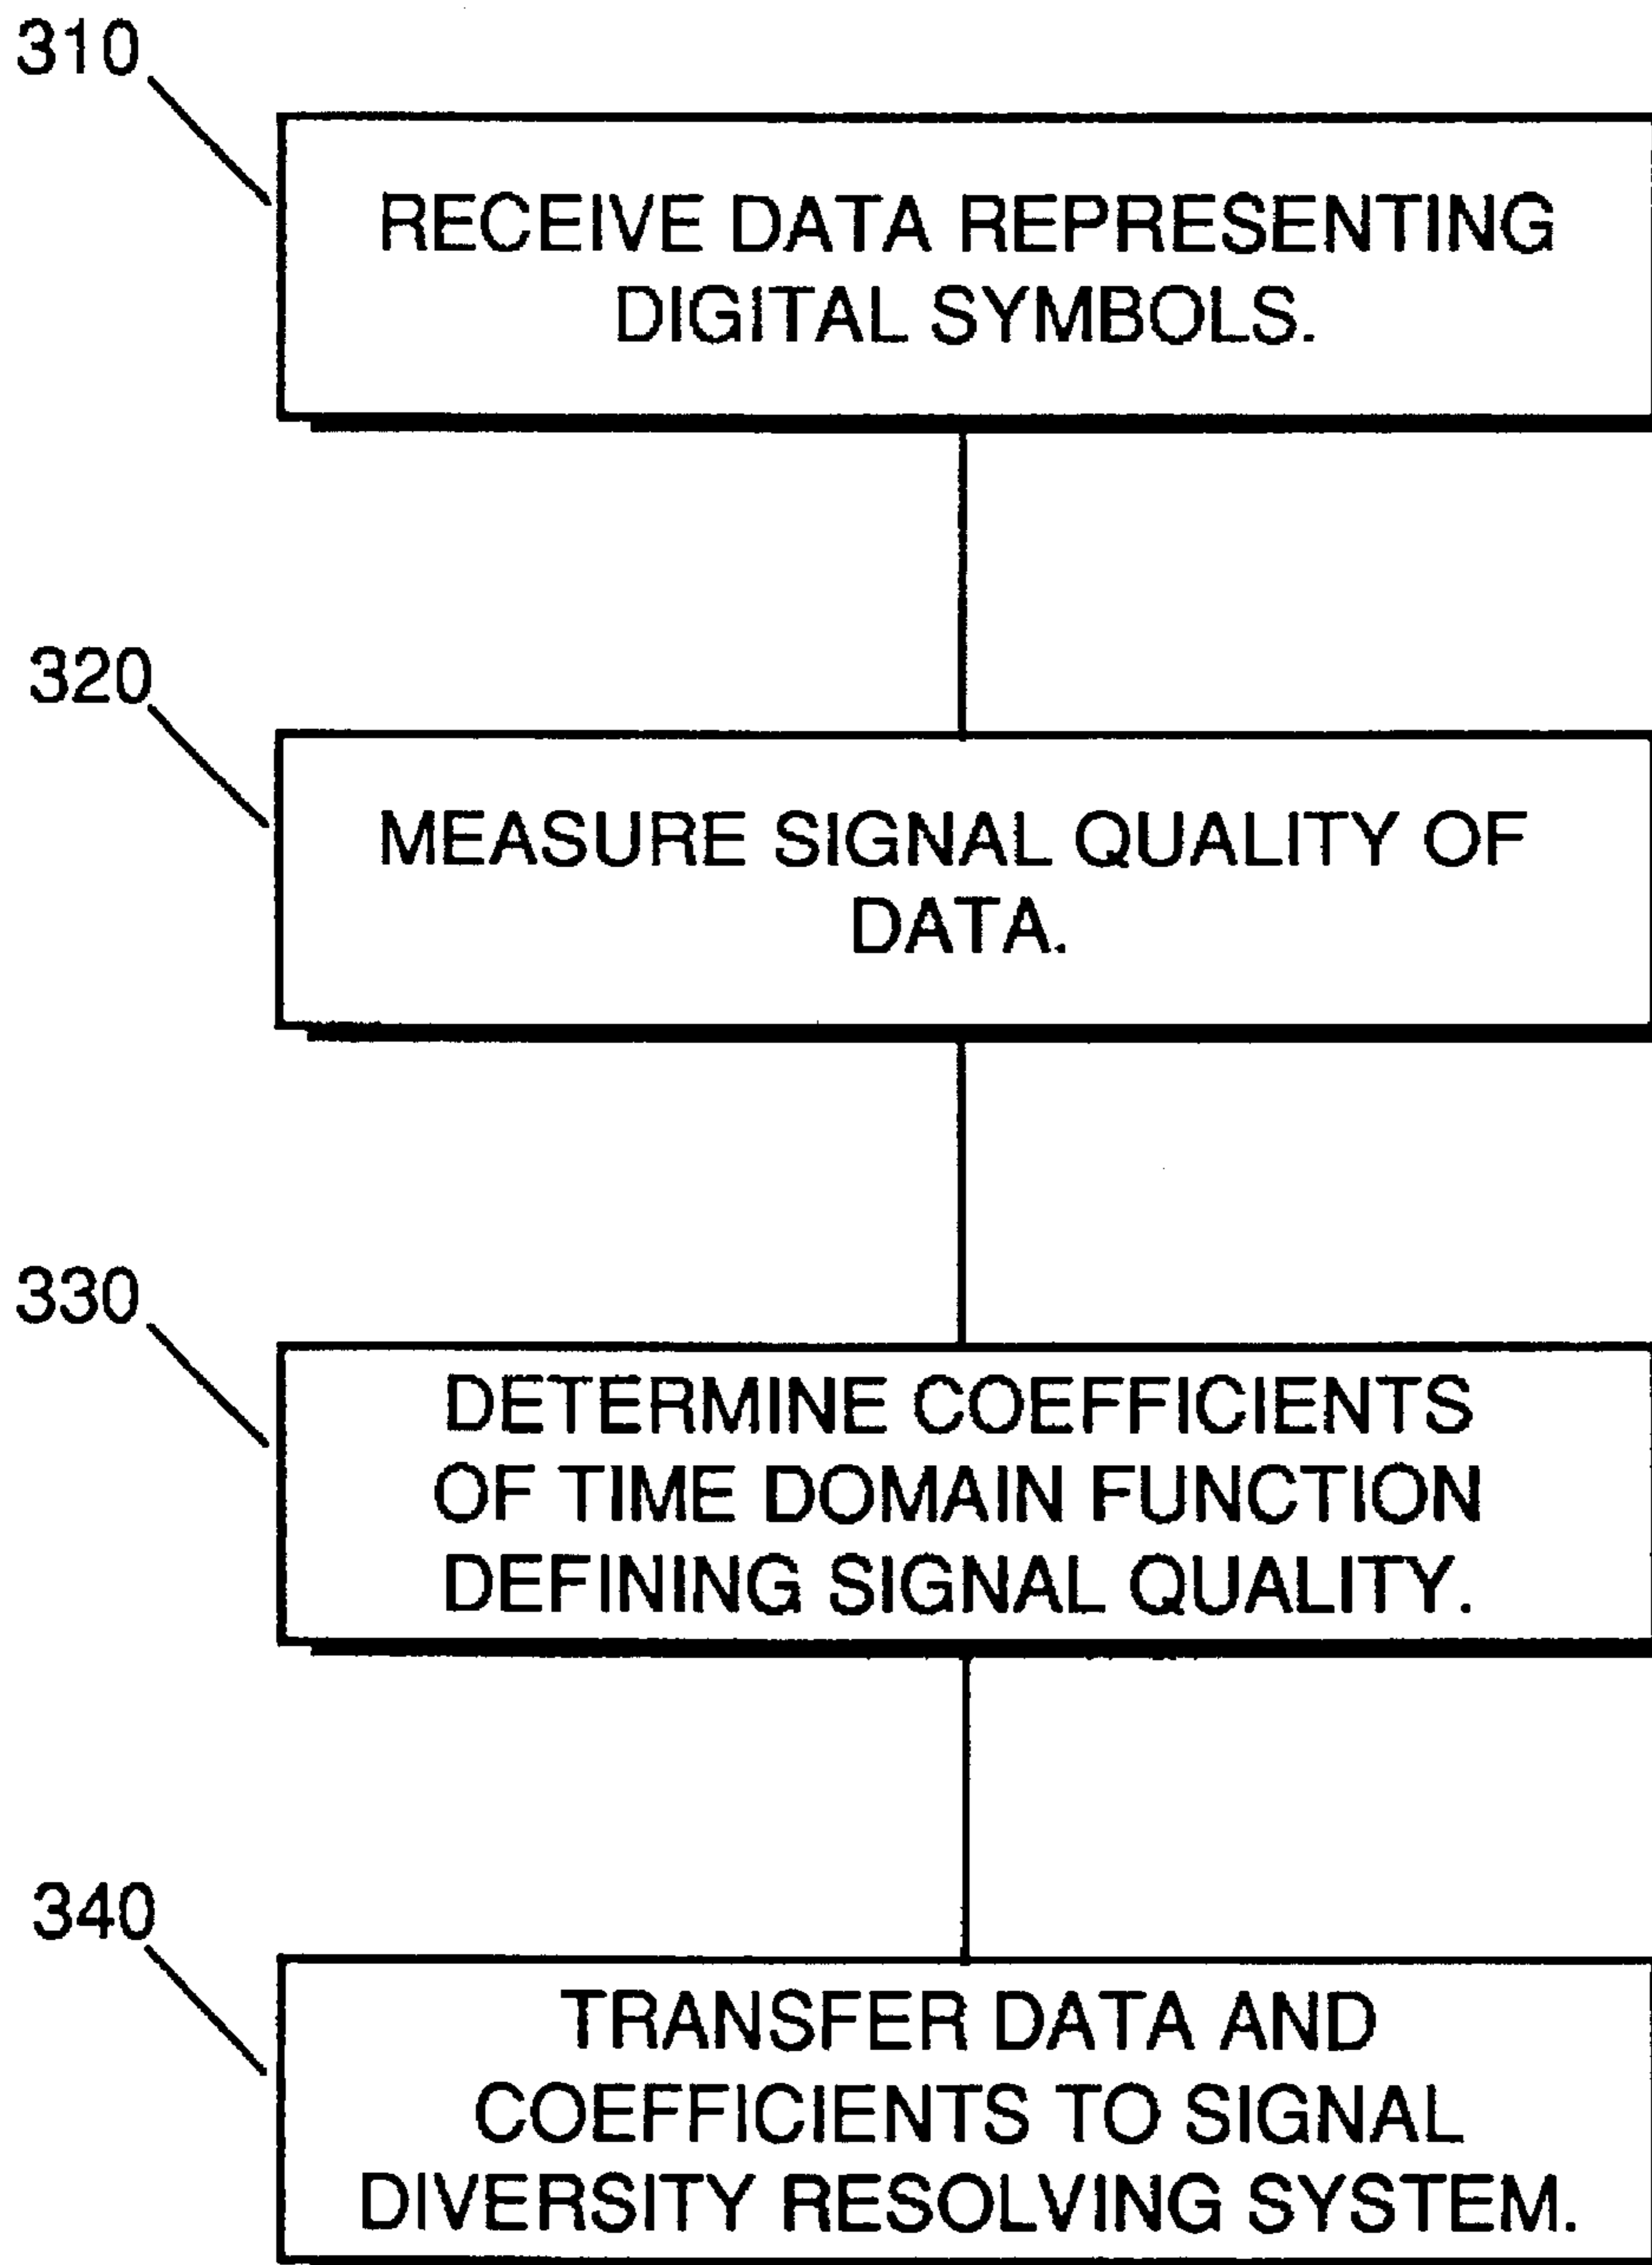 310
RECEIVE DATA REPRESENTING
DIGITAL SYMBOLS.
320
MEASURE SIGNAL QUALITY OF
DATA.
330
DETERMINE COEFFICIENTS
OF TIME DOMAIN FUNCTION
DEFINING SIGNAL QUALITY.
340
TRANSFER DATA AND
COEFFICIENTS TO SIGNAL
DIVERSITY RESOLVING SYSTEM.